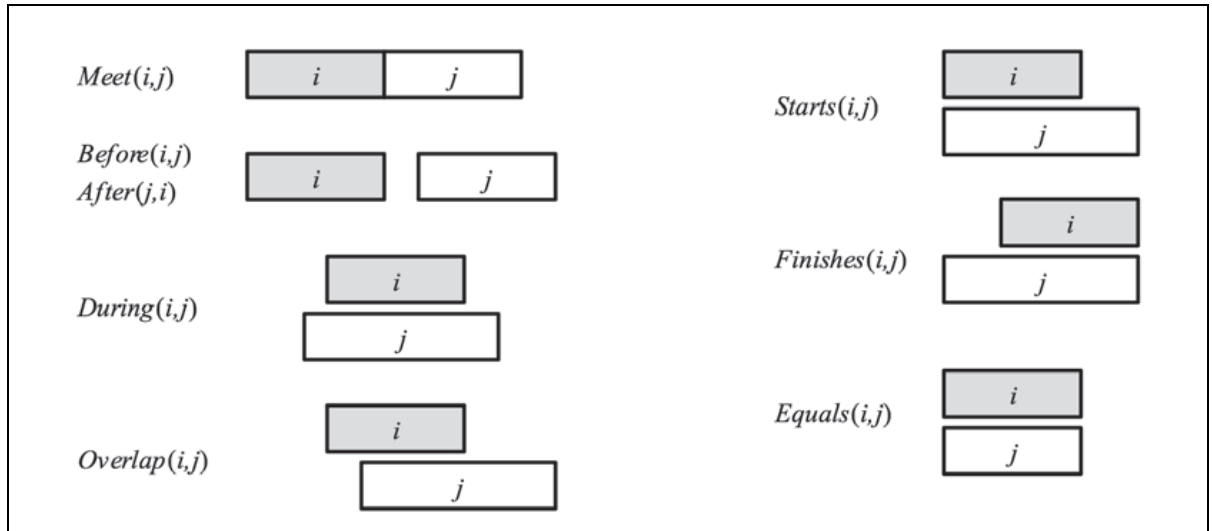 Meet(i,j)
i
j
Before(i,j)
After(j,i)
i
j
During(i,j)
i
j
Overlap(i,j)
i
j
Starts(i,j)
i
j
Finishes(i,j)
i
j
Equals(i,j)
i
j